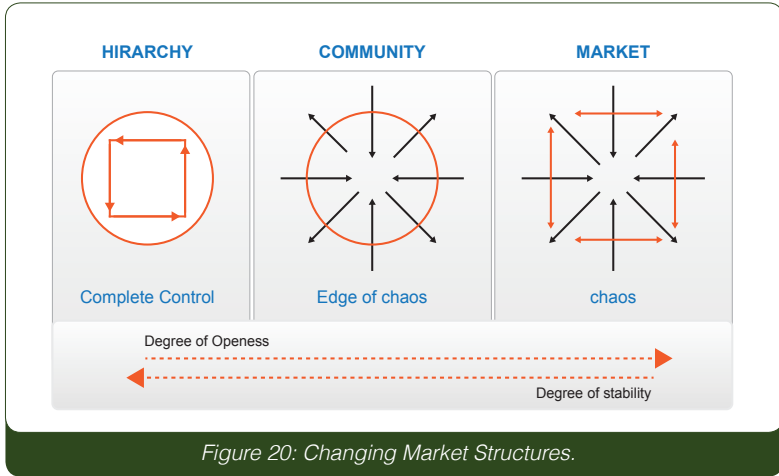 HIRARCHY
COMMUNITY
MARKET
Complete Control
Edge of chaos
chaos
Degree of Openess
Degree of stability
Figure 20: Changing Market Structures.